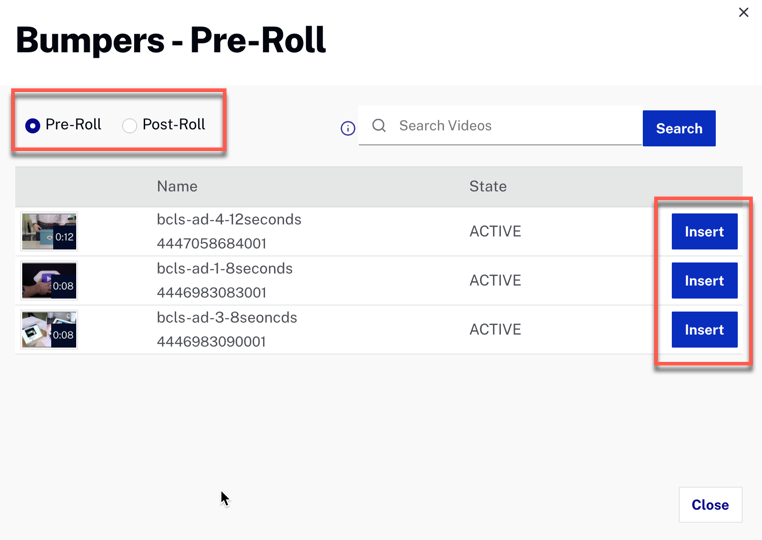 Bumpers - Pre-Roll
Pre-Roll
Post-Roll
Search Videos
Search
Name
State
0:12
bcls-ad-4-12seconds
4447058684001
ACTIVE
Insert
0:08
bcls-ad-1-8seconds
4446983083001
ACTIVE
Insert
0:08
bcls-ad-3-8seoncds
4446983090001
ACTIVE
Insert
Close